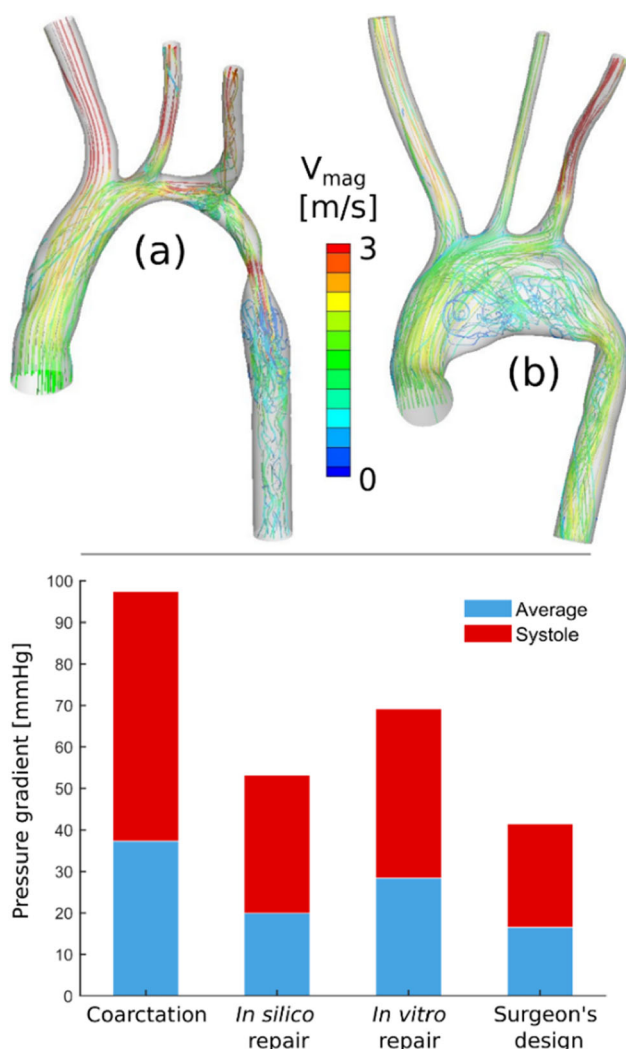 V_mag
[m/s]
3
0
(a)
(b)
Pressure gradient [mmHg]
100
90
80
70
60
50
40
30
20
10
0
Average
Systole
Coarctation
In silico
repair
In vitro
repair
Surgeon's
design